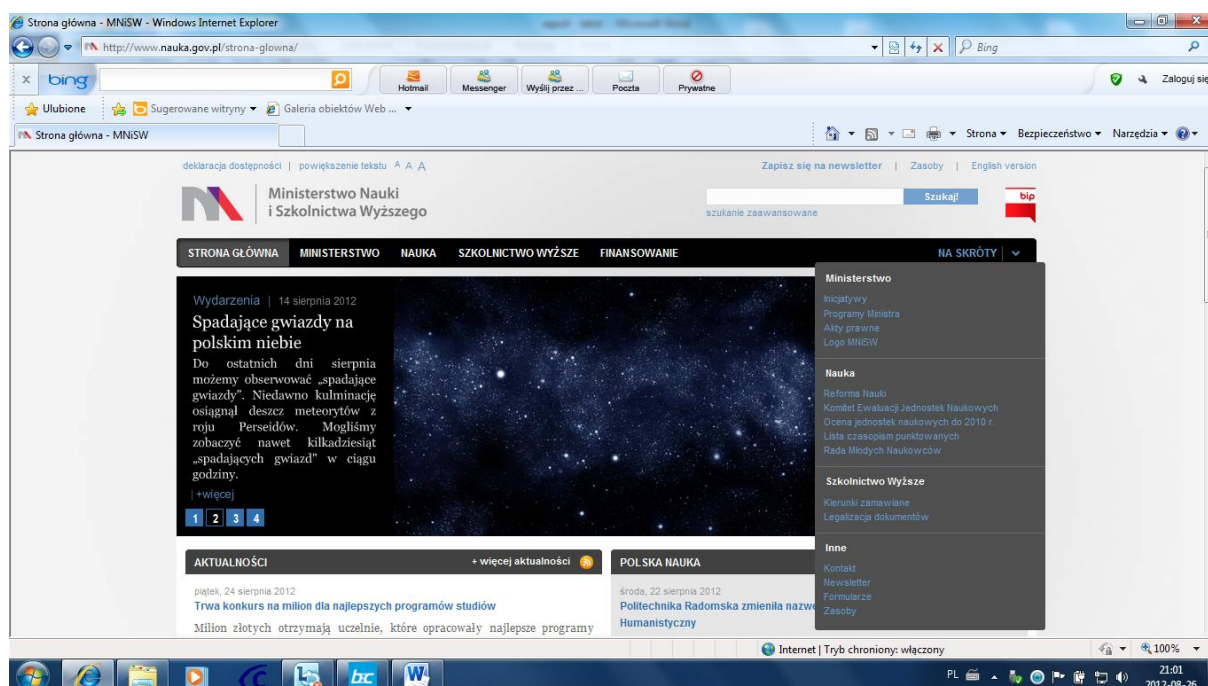 Strona główna - MNiSW - Windows Internet Explorer
http://www.nauka.gov.pl/strona-glowna/
Bing
x bing Hotmail Messenger Wyślij przez ... Poczta Prywatne Zaloguj się
Ulubione Sugerowane witryny Galeria obiektów Web ...
Strona główna - MNiSW Strona Bezpieczeństwo Narzędzia
deklaracja dostępności | powiększenie tekstu A A A Zapisz się na newsletter | Zasoby | English version
Ministerstwo Nauki
i Szkolnictwa Wyższego
Szukaj!
bip
szukanie zaawansowane
STRONA GŁÓWNA MINISTERSTWO NAUKA SZKOLNICTWO WYŻSZE FINANSOWANIE NA SKRÓTY
Wydarzenia | 14 sierpnia 2012
Spadające gwiazdy na
polskim niebie
Do ostatnich dni sierpnia
możemy obserwować „spadające
gwiazdy". Niedawno kulminację
osiągnął deszcz meteorytów z
roju Perseidów. Mogliśmy
zobaczyć nawet kilkadziesiąt
„spadających gwiazd" w ciągu
godziny.
| +więcej
1 2 3 4
Ministerstwo
Inicjatywy
Programy Ministra
Akty prawne
Logo MNiSW
Nauka
Reforma Nauki
Komitet Ewaluacji Jednostek Naukowych
Ocena jednostek naukowych do 2010 r.
Lista czasopism punktowanych
Rada Młodych Naukowców
Szkolnictwo Wyższe
Kierunki zamawiane
Legalizacja dokumentów
Inne
Kontakt
Newsletter
Formularze
Zasoby
AKTUALNOŚCI + więcej aktualności
piątek, 24 sierpnia 2012
Trwa konkurs na milion dla najlepszych programów studiów
Milion złotych otrzymają uczelnie, które opracowały najlepsze programy
POLSKA NAUKA
środa, 22 sierpnia 2012
Politechnika Radomska zmieniła nazwę
Humanistyczny
Internet | Tryb chroniony: włączony 100%
bc W PL 21:01
2012-08-26